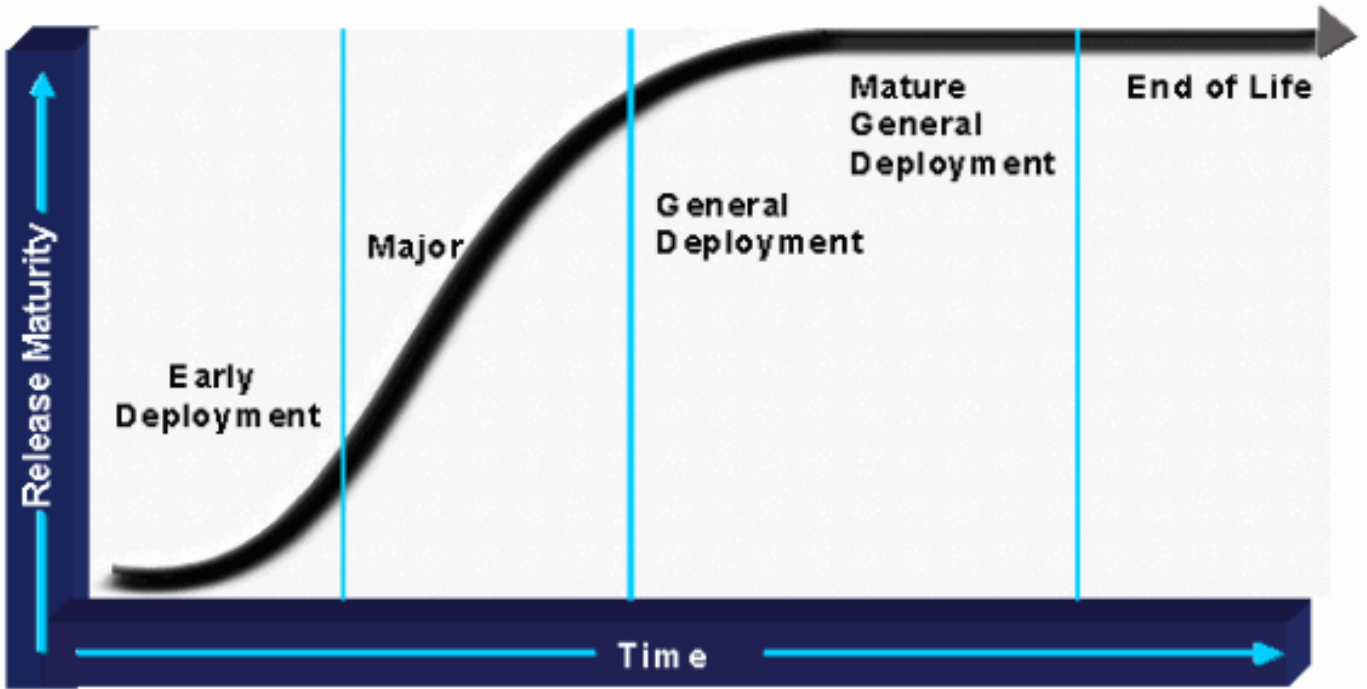 Release Maturity
Early
Deployment
Major
General
Deployment
Mature
General
Deployment
End of Life
Time